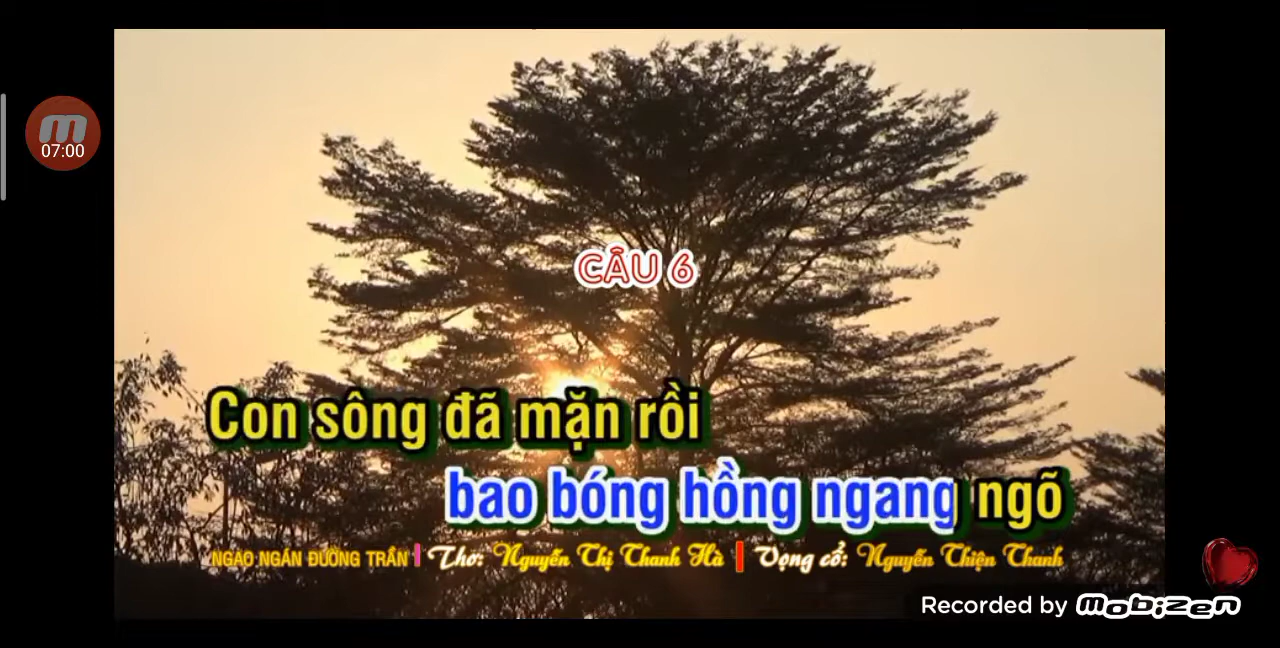 m
07:00
CÂU 6
Con sông đã mặn rồi
bao bóng hồng ngang ngõ
NGAO NGÁN ĐƯỜNG TRẦN | Thơ: Nguyễn Thị Thanh Hà | Vọng cổ: Nguyễn Thiện Thanh
Recorded by mobizen